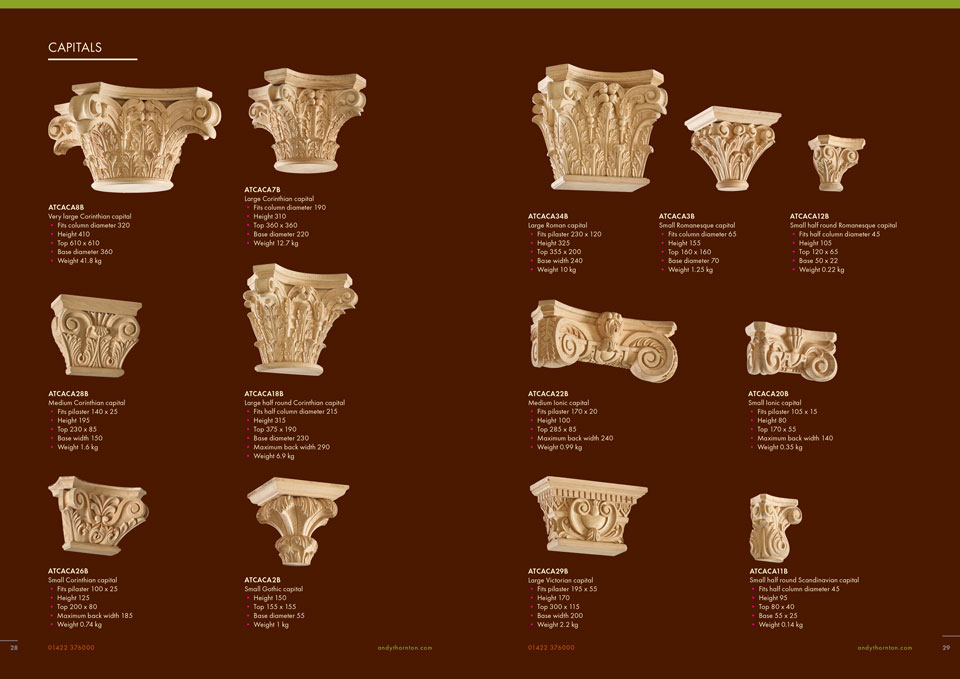 CAPITALS
ATCACA8B
Very large Corinthian capital
• Fits column diameter 320
• Height 410
• Top 610 x 610
• Base diameter 360
• Weight 41.8 kg
ATCACA7B
Large Corinthian capital
• Fits column diameter 190
• Height 310
• Top 360 x 360
• Base diameter 220
• Weight 12.7 kg
ATCACA28B
Medium Corinthian capital
• Fits pilaster 140 x 25
• Height 195
• Top 230 x 85
• Base width 150
• Weight 1.6 kg
ATCACA18B
Large half round Corinthian capital
• Fits half column diameter 215
• Height 315
• Top 375 x 190
• Base diameter 230
• Maximum back width 290
• Weight 6.9 kg
ATCACA26B
Small Corinthian capital
• Fits pilaster 100 x 25
• Height 125
• Top 200 x 80
• Maximum back width 185
• Weight 0.74 kg
ATCACA2B
Small Gothic capital
• Height 150
• Top 155 x 155
• Base diameter 55
• Weight 1 kg
28
01422 376000
andythornton.com
ATCACA34B
Large Roman capital
• Fits pilaster 230 x 120
• Height 325
• Top 355 x 200
• Base width 240
• Weight 10 kg
ATCACA3B
Small Romanesque capital
• Fits column diameter 65
• Height 155
• Top 160 x 160
• Base diameter 70
• Weight 1.25 kg
ATCACA12B
Small half round Romanesque capital
• Fits half column diameter 45
• Height 105
• Top 120 x 65
• Base 50 x 22
• Weight 0.22 kg
ATCACA22B
Medium Ionic capital
• Fits pilaster 170 x 20
• Height 100
• Top 285 x 85
• Maximum back width 240
• Weight 0.99 kg
ATCACA20B
Small Ionic capital
• Fits pilaster 105 x 15
• Height 80
• Top 170 x 55
• Maximum back width 140
• Weight 0.35 kg
ATCACA29B
Large Victorian capital
• Fits pilaster 195 x 55
• Height 170
• Top 300 x 115
• Base width 200
• Weight 2.2 kg
ATCACA11B
Small half round Scandinavian capital
• Fits half column diameter 45
• Height 95
• Top 80 x 40
• Base 55 x 25
• Weight 0.14 kg
01422 376000
andythornton.com
29